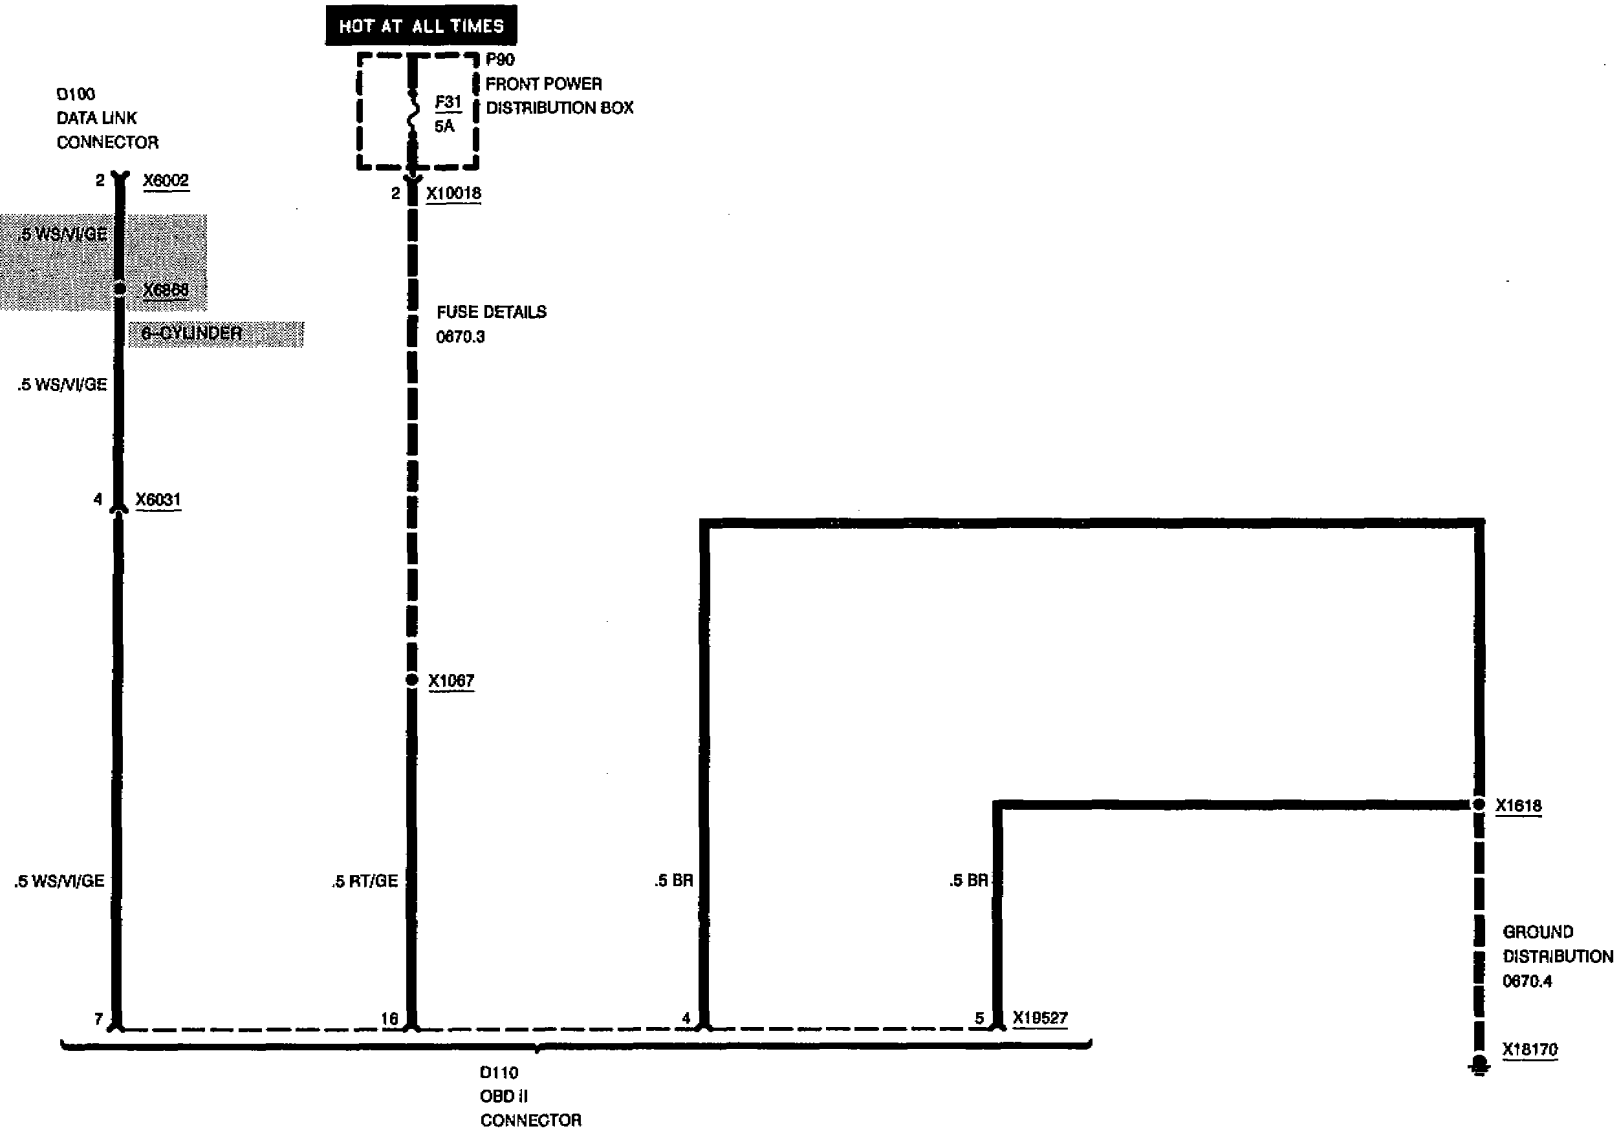 HOT AT ALL TIMES
P90
FRONT POWER
DISTRIBUTION BOX
F31
5A
D100
DATA LINK
CONNECTOR
2 X6002
2 X10018
.5 WS/VI/GE
X6868
6-CYLINDER
FUSE DETAILS
0670.3
.5 WS/VI/GE
4 X6031
X1067
X1618
.5 WS/VI/GE
.5 RT/GE
.5 BR
.5 BR
GROUND
DISTRIBUTION
0670.4
7
16
4
5 X19527
X18170
D110
OBD II
CONNECTOR